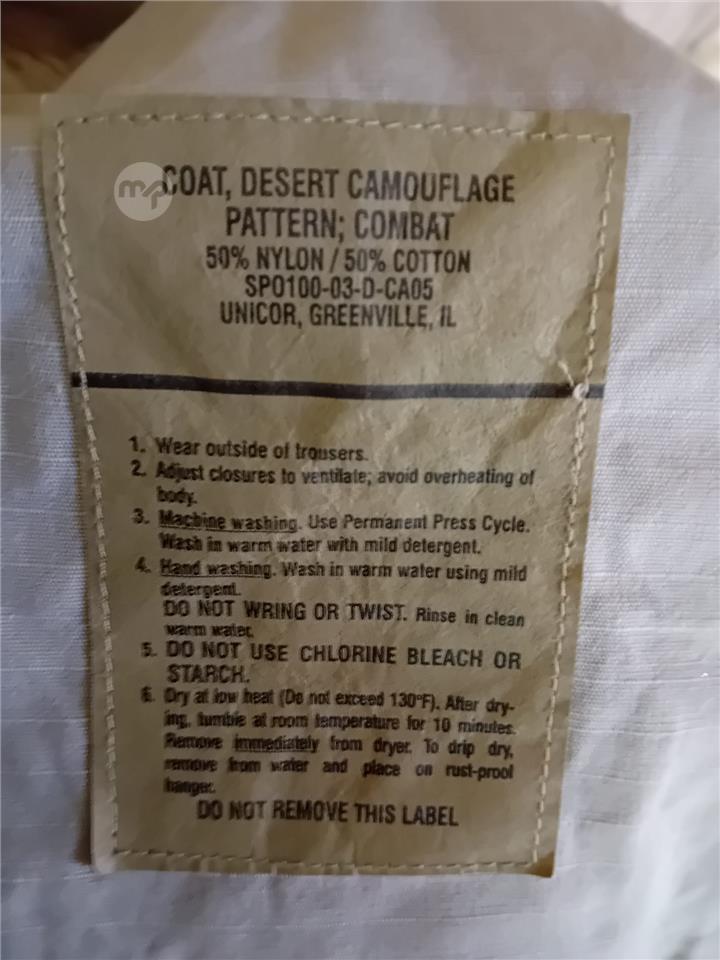 mp
COAT, DESERT CAMOUFLAGE
PATTERN; COMBAT
50% NYLON / 50% COTTON
SPO100-03-D-CA05
UNICOR, GREENVILLE, IL
1. Wear outside of trousers.
2. Adjust closures to ventilate; avoid overheating of
body.
3. Machine washing. Use Permanent Press Cycle.
Wash in warm water with mild detergent.
4. Hand washing. Wash in warm water using mild
detergent.
DO NOT WRING OR TWIST. Rinse in clean
warm water.
5. DO NOT USE CHLORINE BLEACH OR
STARCH.
6. Dry at low heat (Do not exceed 130°F). After dry-
ing, tumble at room temperature for 10 minutes.
Remove immediately from dryer. To drip dry,
remove from water and place on rust-proof
hanger.
DO NOT REMOVE THIS LABEL